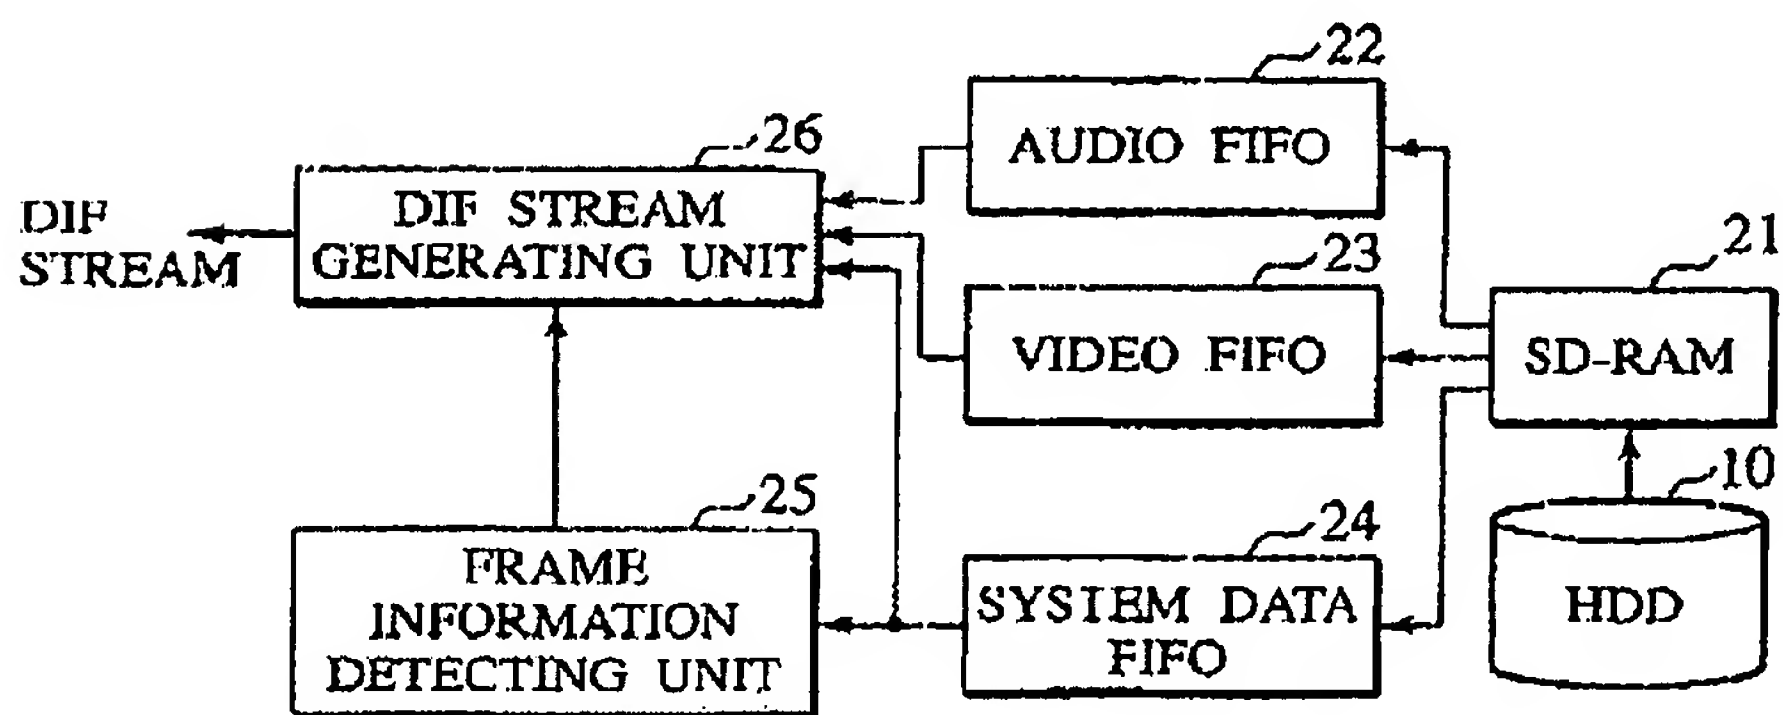 22
AUDIO FIFO
26
DIF STREAM
GENERATING UNIT
DIF
STREAM
23
VIDEO FIFO
21
SD-RAM
10
HDD
25
FRAME
INFORMATION
DETECTING UNIT
24
SYSTEM DATA
FIFO